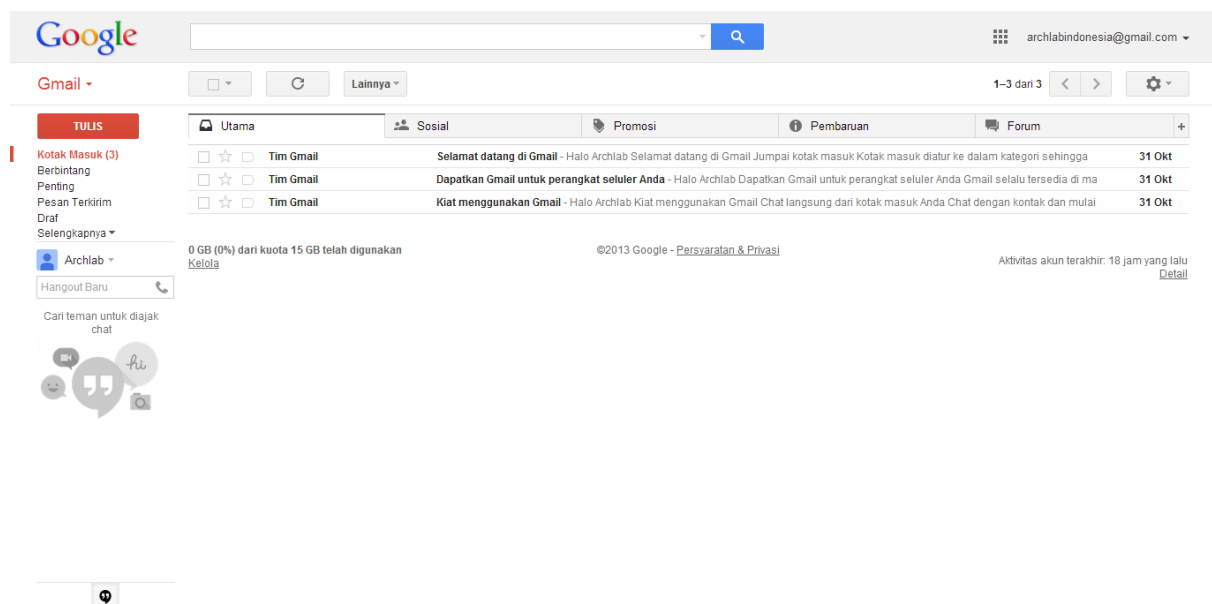 Google
archlabindonesia@gmail.com
Gmail
Lainnya
1–3 dari 3
TULIS
Utama
Sosial
Promosi
Pembaruan
Forum
+
Kotak Masuk (3)
Berbintang
Penting
Pesan Terkirim
Draf
Selengkapnya
Tim Gmail Selamat datang di Gmail - Halo Archlab Selamat datang di Gmail Jumpai kotak masuk Kotak masuk diatur ke dalam kategori sehingga 31 Okt
Tim Gmail Dapatkan Gmail untuk perangkat seluler Anda - Halo Archlab Dapatkan Gmail untuk perangkat seluler Anda Gmail selalu tersedia di ma 31 Okt
Tim Gmail Kiat menggunakan Gmail - Halo Archlab Kiat menggunakan Gmail Chat langsung dari kotak masuk Anda Chat dengan kontak dan mulai 31 Okt
Archlab
Hangout Baru
Cari teman untuk diajak
chat
hi
0 GB (0%) dari kuota 15 GB telah digunakan
Kelola
©2013 Google - Persyaratan & Privasi
Aktivitas akun terakhir: 18 jam yang lalu
Detail